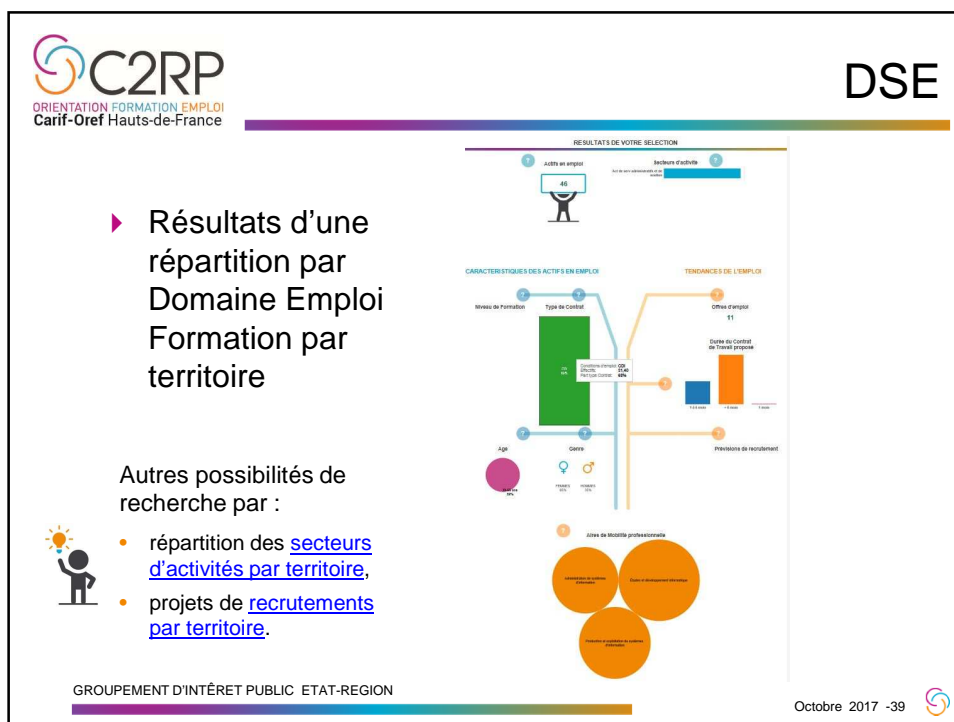 C2RP
ORIENTATION FORMATION EMPLOI
Carif-Oref Hauts-de-France
DSE
Résultats d'une
répartition par
Domaine Emploi
Formation par
territoire
Autres possibilités de
recherche par :
• répartition des secteurs
d'activités par territoire,
• projets de recrutements
par territoire.
RESULTATS DE VOTRE SELECTION
? Actifs en emploi
46
Secteurs d'activité ?
CARACTERISTIQUES DES ACTIFS EN EMPLOI
TENDANCES DE L'EMPLOI
Niveau de Formation
Type de Contrat
Offres d'emploi
11
Durée du Contrat
de Travail proposé
Age
Genre
Prévisions de recrutement
FEMMES
HOMMES
? Aires de Mobilité professionnelle
GROUPEMENT D'INTÊRET PUBLIC ETAT-REGION
Octobre 2017 -39